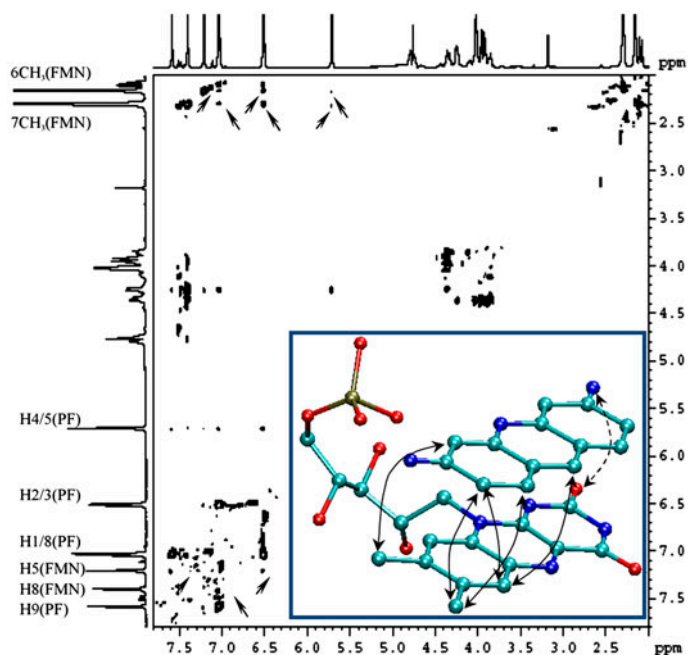 ppm
6CH₃(FMN)
7CH₃(FMN)
2.5
3.0
3.5
4.0
4.5
5.0
H4/5(PF)
5.5
6.0
H2/3(PF)
6.5
H1/8(PF)
7.0
H5(FMN)
H8(FMN)
7.5
H9(PF)
7.5 7.0 6.5 6.0 5.5 5.0 4.5 4.0 3.5 3.0 2.5 ppm